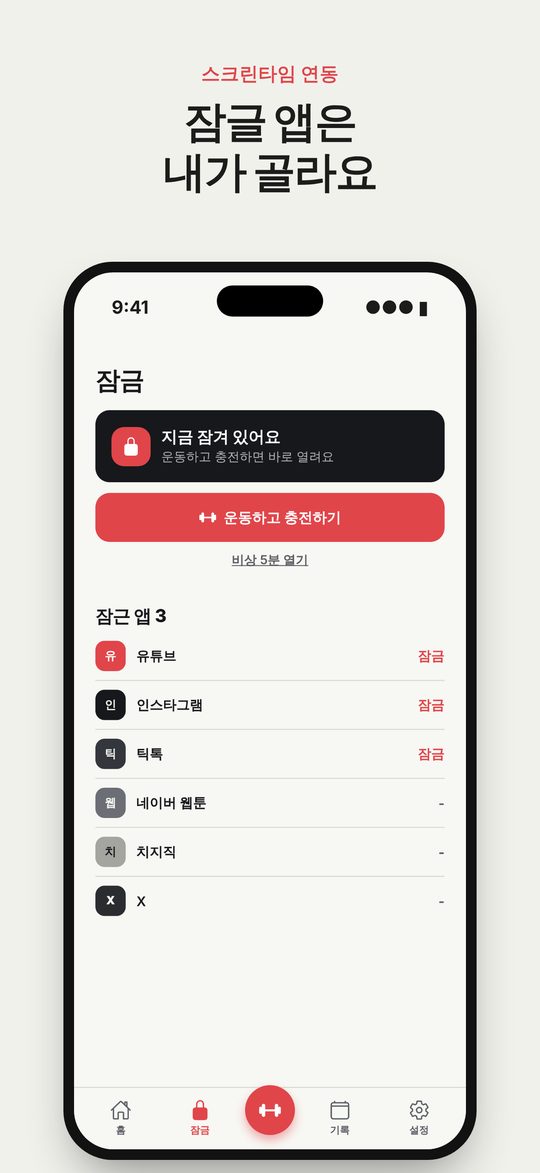 스크린타임 연동
잠글 앱은
내가 골라요
9:41
잠금
지금 잠겨 있어요
운동하고 충전하면 바로 열려요
운동하고 충전하기
비상 5분 열기
잠근 앱 3
유 유튜브 잠금
인 인스타그램 잠금
틱 틱톡 잠금
웹 네이버 웹툰 -
치 치지직 -
X X -
홈 잠금 기록 설정